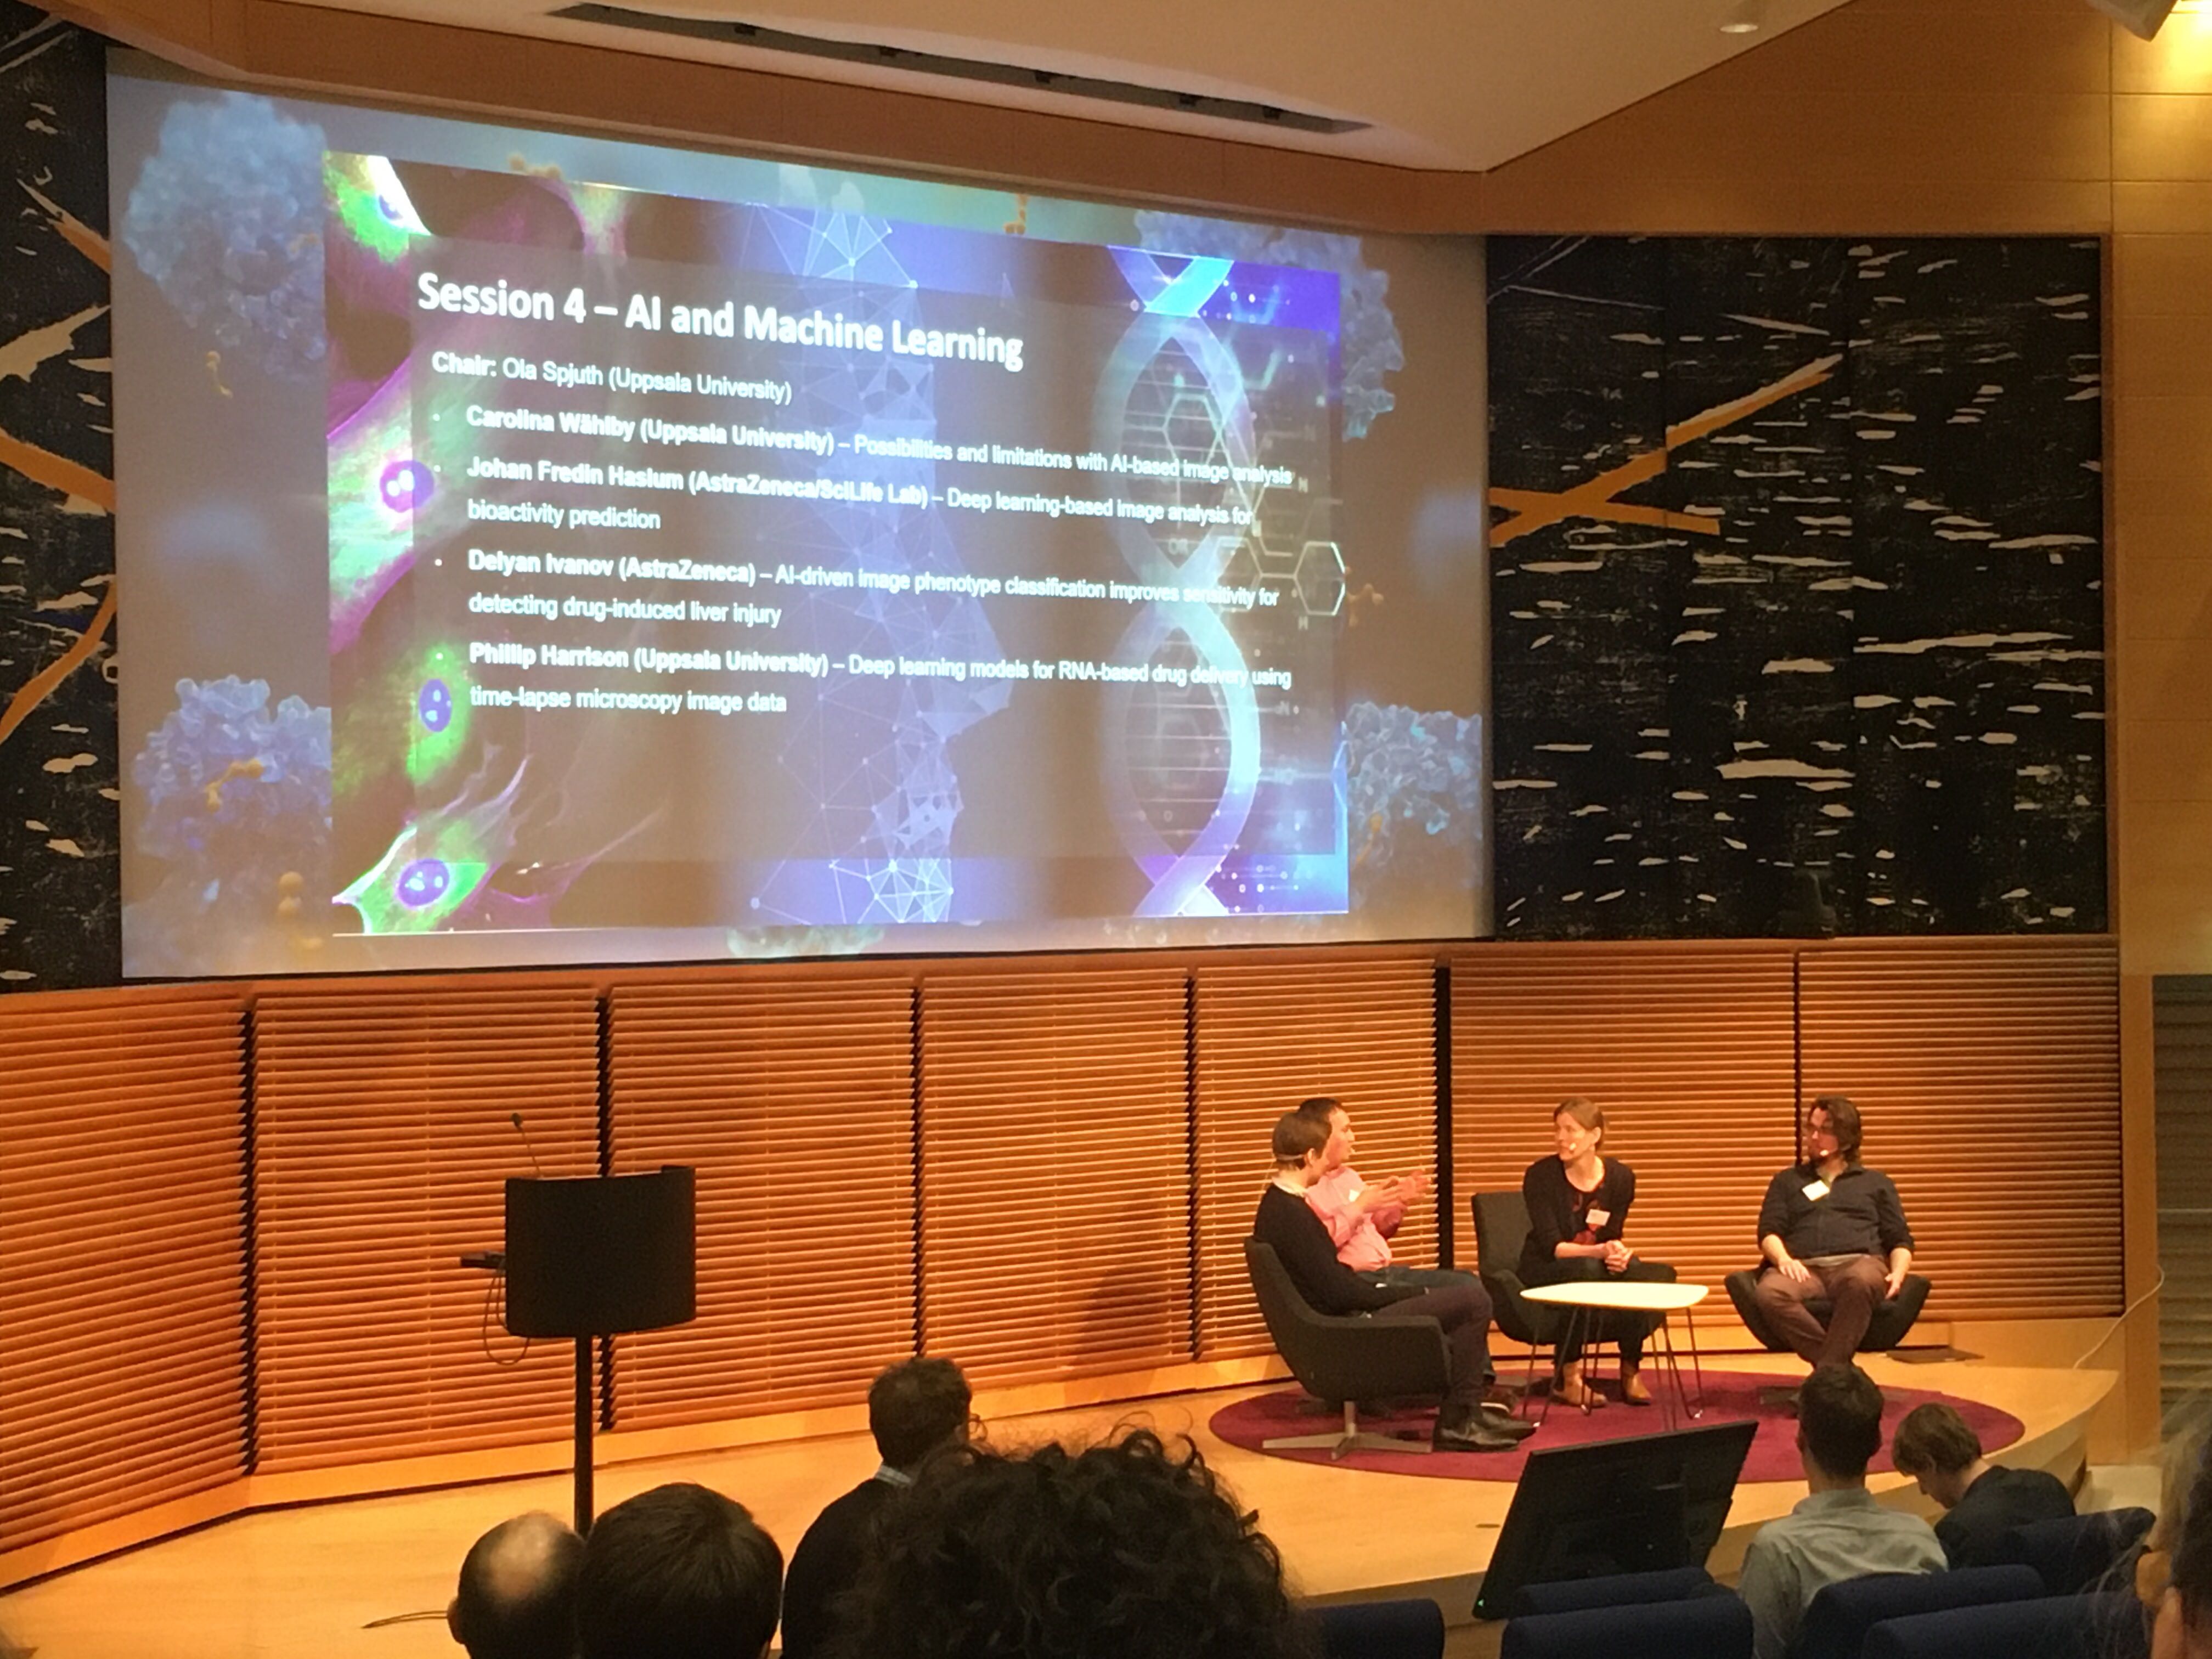 Session 4 – AI and Machine Learning
Chair: Ola Spjuth (Uppsala University)
Carolina Wählby (Uppsala University) – Possibilities and limitations with AI-based image analysis
Johan Fredin Haslum (AstraZeneca/SciLife Lab) – Deep learning-based image analysis for
bioactivity prediction
Delyan Ivanov (AstraZeneca) – AI-driven image phenotype classification improves sensitivity for
detecting drug-induced liver injury
Phillip Harrison (Uppsala University) – Deep learning models for RNA-based drug delivery using
time-lapse microscopy image data